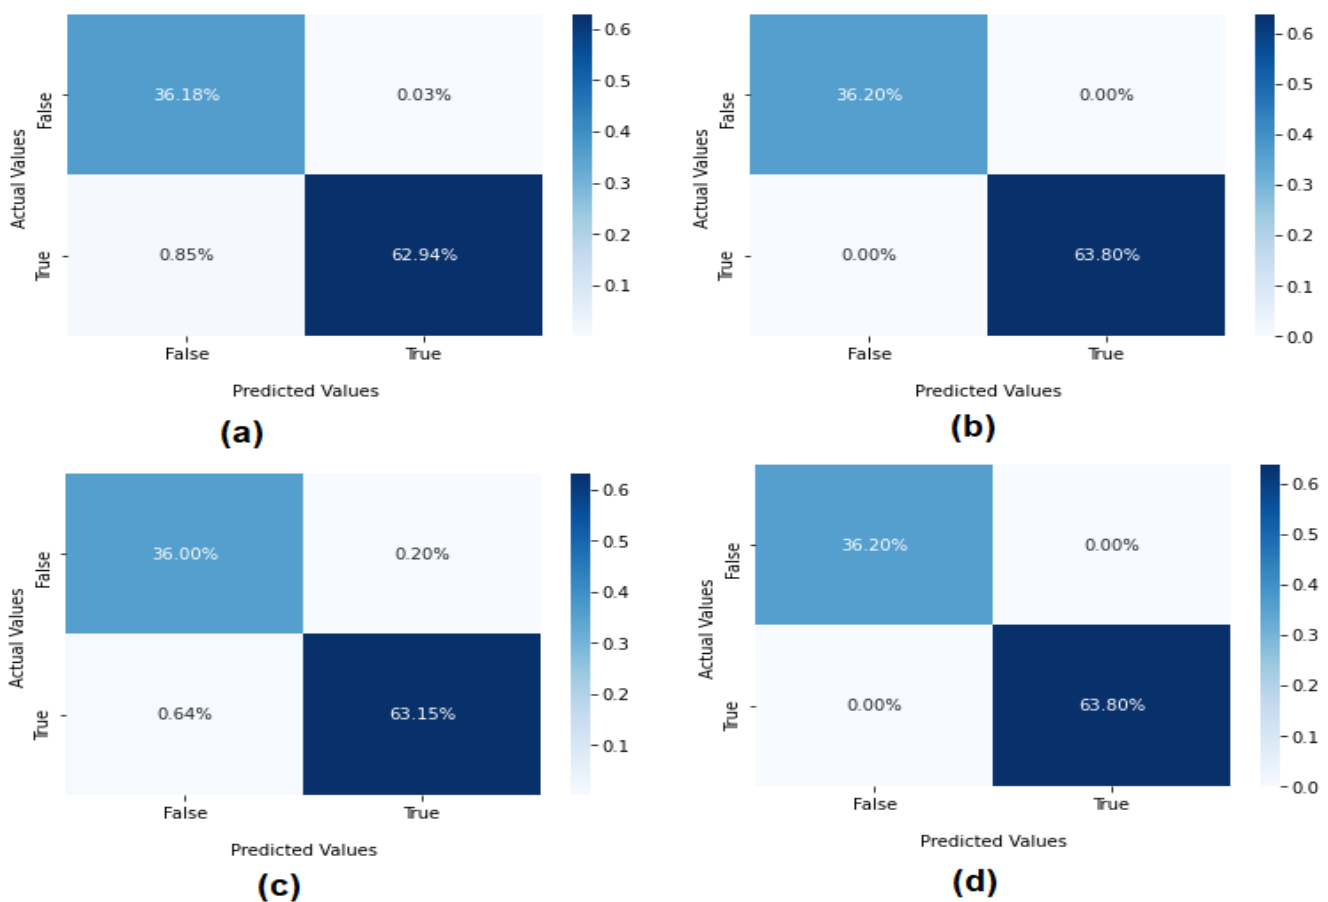 36.18% 0.03%
0.85% 62.94%
False
True
Actual Values
False True
Predicted Values
0.6
0.5
0.4
0.3
0.2
0.1
(a)
36.20% 0.00%
0.00% 63.80%
False
True
Actual Values
False True
Predicted Values
0.6
0.5
0.4
0.3
0.2
0.1
0.0
(b)
36.00% 0.20%
0.64% 63.15%
False
True
Actual Values
False True
Predicted Values
0.6
0.5
0.4
0.3
0.2
0.1
(c)
36.20% 0.00%
0.00% 63.80%
False
True
Actual Values
False True
Predicted Values
0.6
0.5
0.4
0.3
0.2
0.1
0.0
(d)